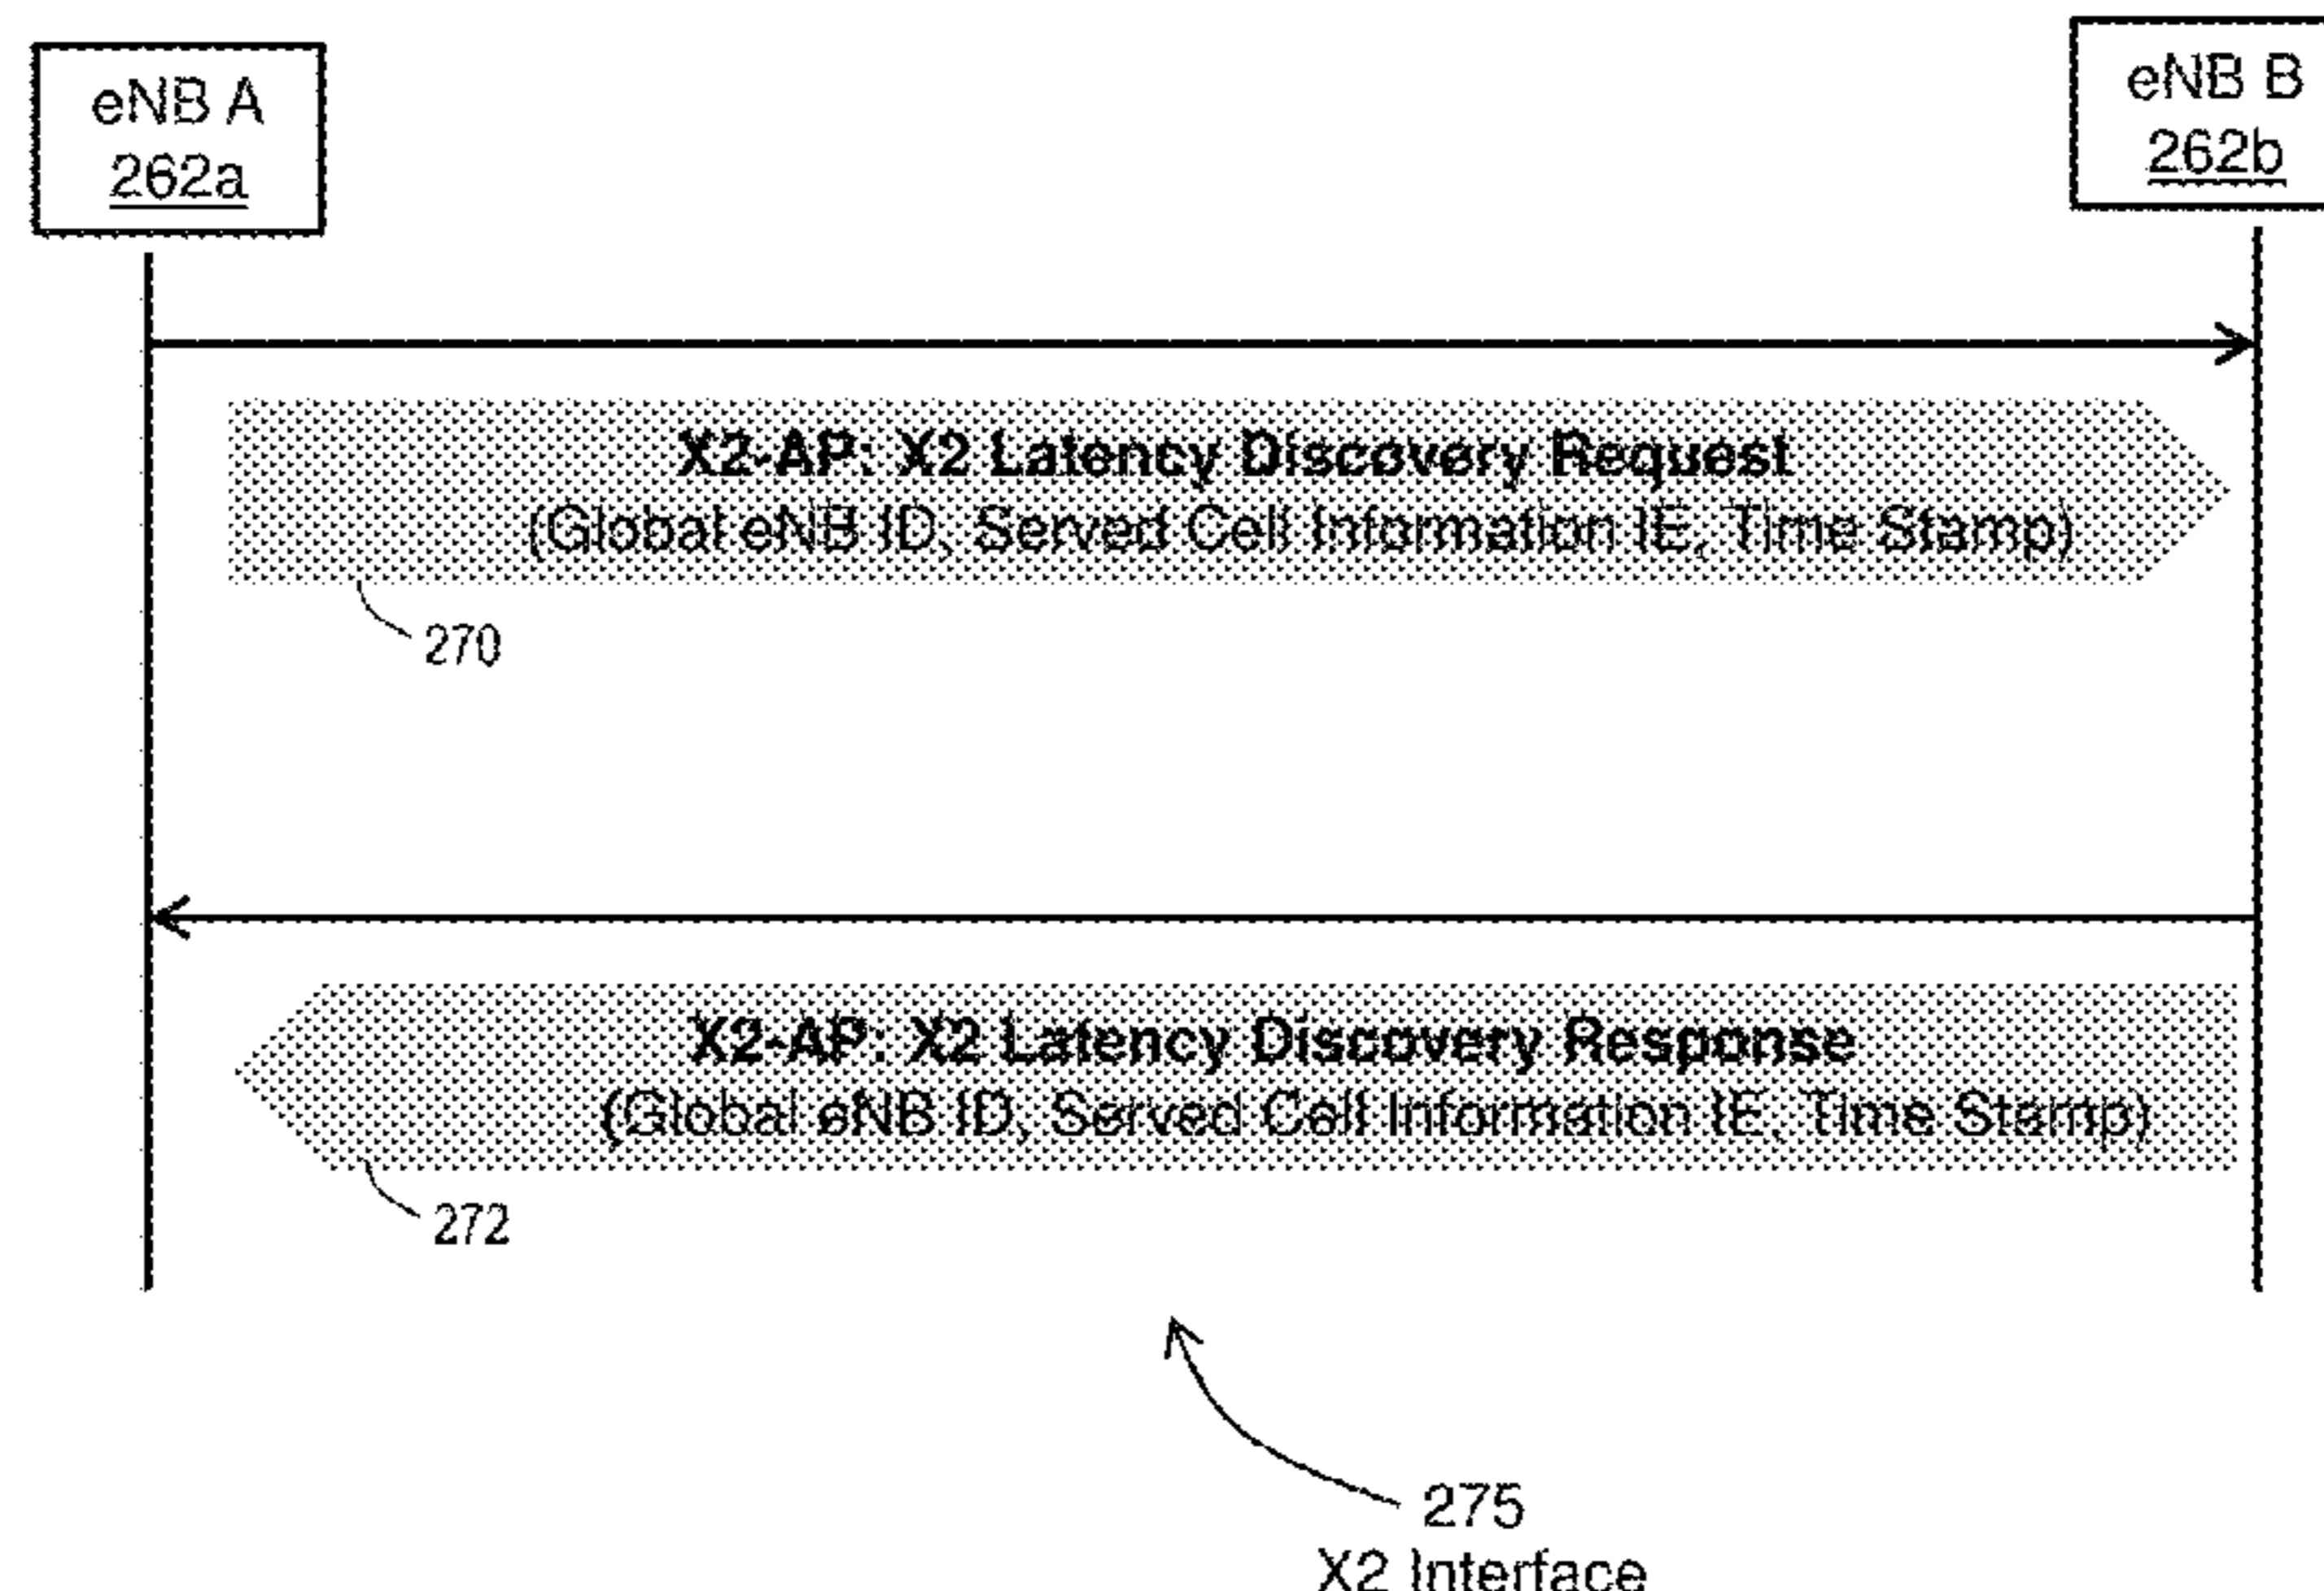 eNB A
262a
eNB B
262b
X2-AP: X2 Latency Discovery Request
(Global eNB ID, Served Cell Information IE, Time Stamp)
270
X2-AP: X2 Latency Discovery Response
(Global eNB ID, Served Cell Information IE, Time Stamp)
272
275
X2 Interface